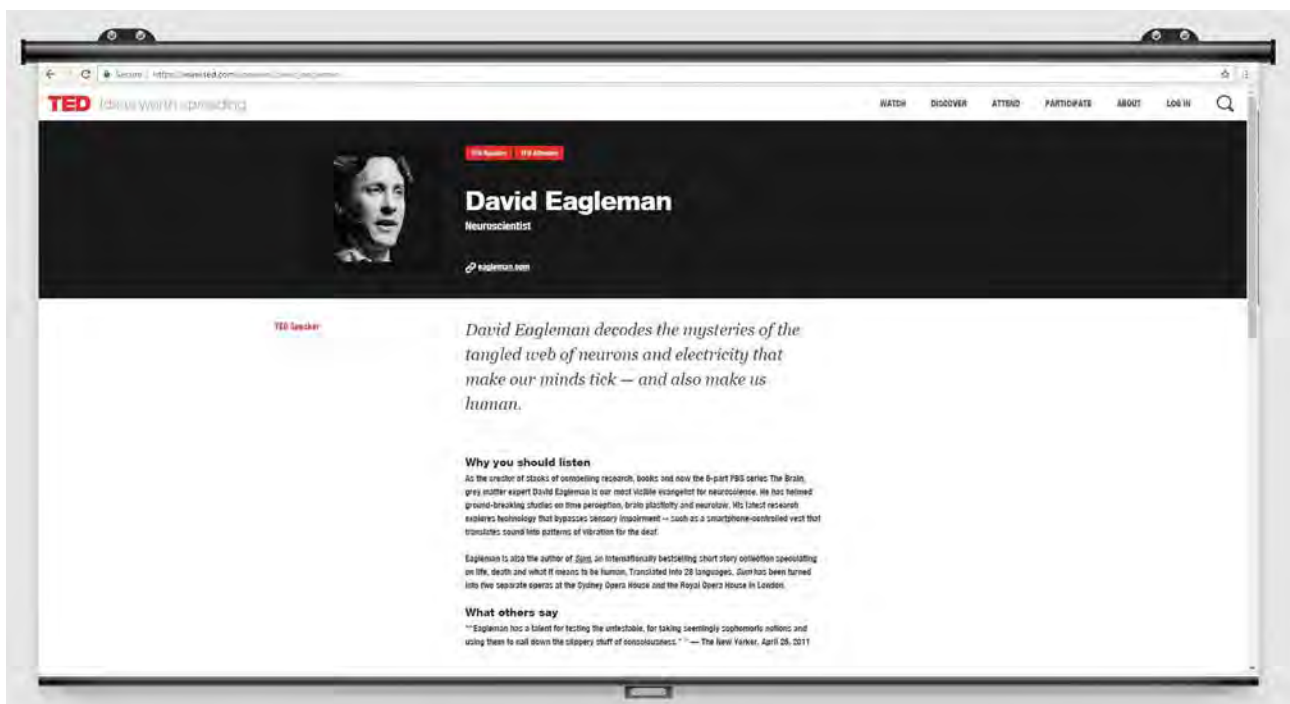 Secure | https://www.ted.com
TED Ideas worth spreading
WATCH DISCOVER ATTEND PARTICIPATE ABOUT LOG IN
TED Speaker TED Attendee
David Eagleman
Neuroscientist
eagleman.com
TED Speaker
David Eagleman decodes the mysteries of the
tangled web of neurons and electricity that
make our minds tick — and also make us
human.
Why you should listen
As the creator of stacks of compelling research, books and now the 6-part PBS series The Brain,
grey matter expert David Eagleman is our most visible evangelist for neuroscience. He has helmed
ground-breaking studies on time perception, brain plasticity and neurolaw. His latest research
explores technology that bypasses sensory impairment — such as a smartphone-controlled vest that
translates sound into patterns of vibration for the deaf.
Eagleman is also the author of Sum, an internationally bestselling short story collection speculating
on life, death and what it means to be human. Translated into 28 languages, Sum has been turned
into two separate operas at the Sydney Opera House and the Royal Opera House in London.
What others say
"“Eagleman has a talent for testing the untestable, for taking seemingly sophomoric notions and
using them to nail down the slippery stuff of consciousness.” " — The New Yorker, April 25, 2011